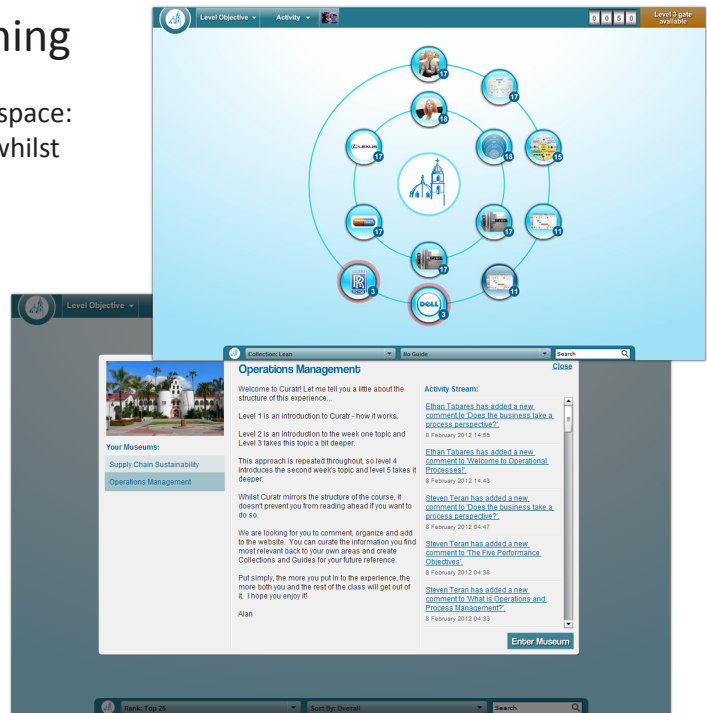 ning
space:
whilst
Level Objective
Activity
0 0 5 0
Level 3 gate
available
17
17
18
LEXUS
17
18
15
17
17
11
17
3
DELL
3
11
Collection: Lean
No Guide
Search
Level Objective
Operations Management
Close
Welcome to Curatr! Let me tell you a little about the
structure of this experience...
Level 1 is an introduction to Curatr - how it works.
Level 2 is an introduction to the week one topic and
Level 3 takes this topic a bit deeper.
This approach is repeated throughout, so level 4
introduces the second week's topic and level 5 takes it
deeper.
Whilst Curatr mirrors the structure of the course, it
doesn't prevent you from reading ahead if you want to
do so.
We are looking for you to comment, organize and add
to the website. You can curate the information you find
most relevant back to your own areas and create
Collections and Guides for your future reference.
Put simply, the more you put in to the experience, the
more both you and the rest of the class will get out of
it. I hope you enjoy it!
Alan
Your Museums:
Supply Chain Sustainability
Operations Management
Activity Stream:
Ethan Tabares has added a new
comment to 'Does the business take a
process perspective?'.
8 February 2012 14:55
Ethan Tabares has added a new
comment to 'Welcome to Operational
Processes!'.
8 February 2012 14:43
Steven Teran has added a new
comment to 'Does the business take a
process perspective?'.
8 February 2012 04:47
Steven Teran has added a new
comment to 'The Five Performance
Objectives'.
8 February 2012 04:38
Steven Teran has added a new
comment to 'What is Operations and
Process Management?'.
8 February 2012 04:33
Enter Museum
Rank: Top 25
Sort By: Overall
Search